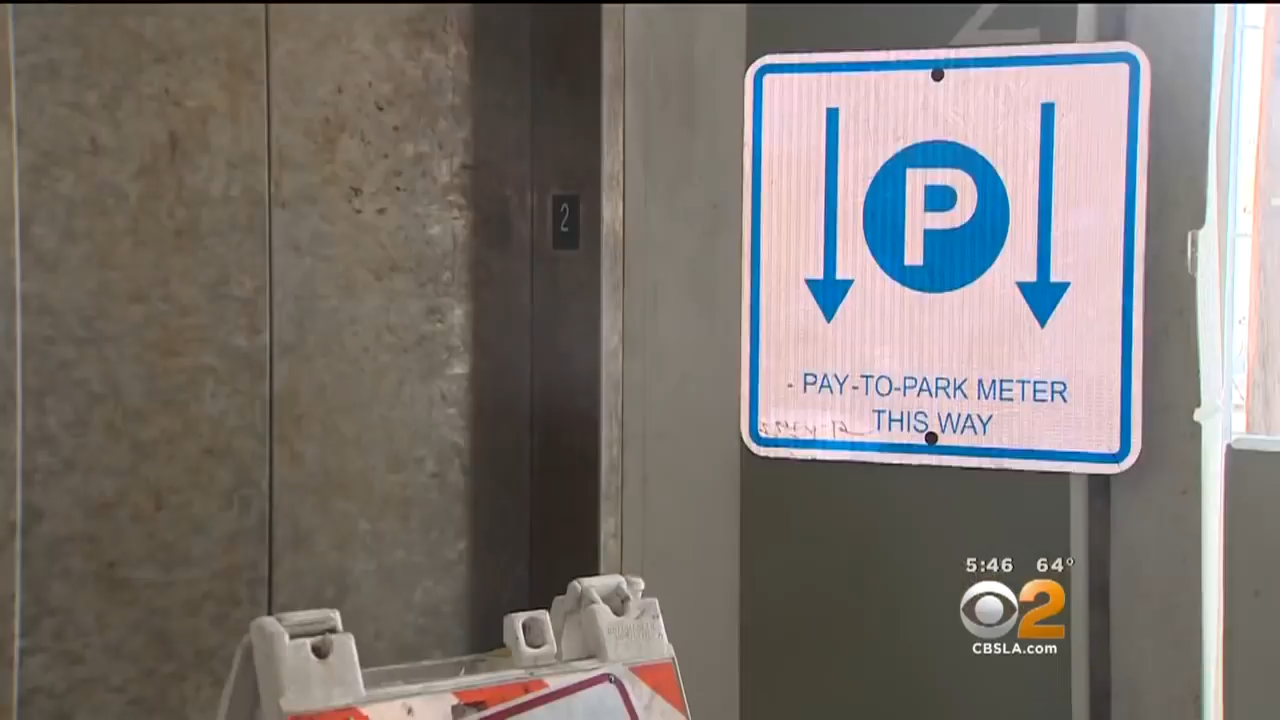 2
P
- PAY-TO-PARK METER
THIS WAY
5:46 64°
2
CBSLA.com